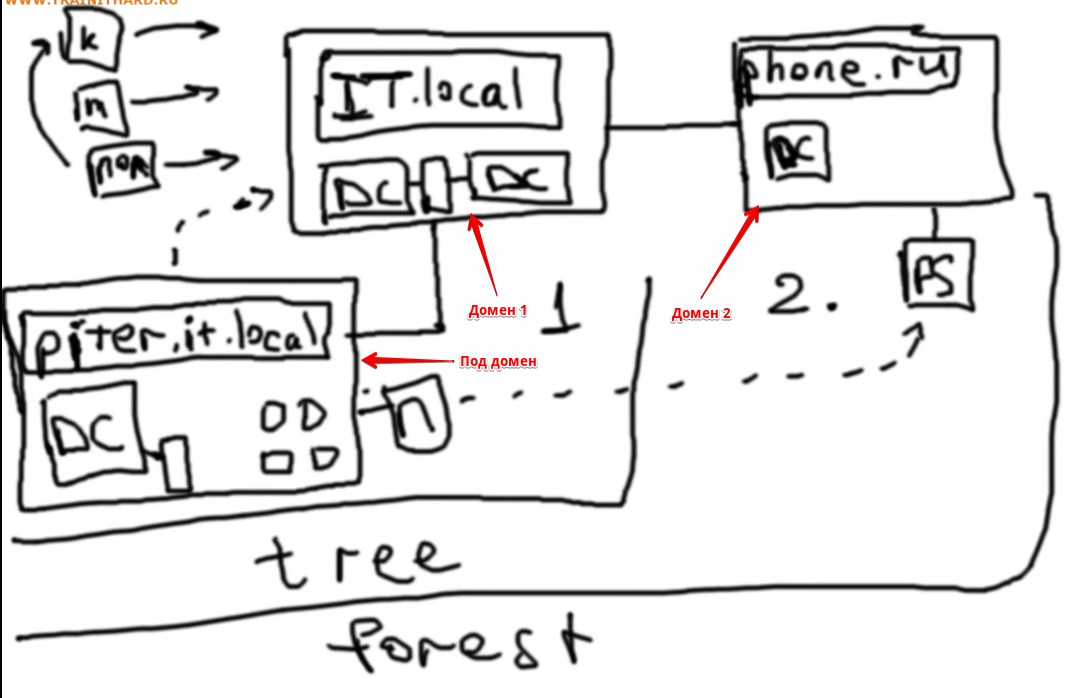 WWW.TRAINITHARD.RU
k
m
пол
IT.local
DC
DC
phone.ru
DC
FS
Домен 1
1
Домен 2
2.
piter.it.local
Под домен
DC
П
tree
forest